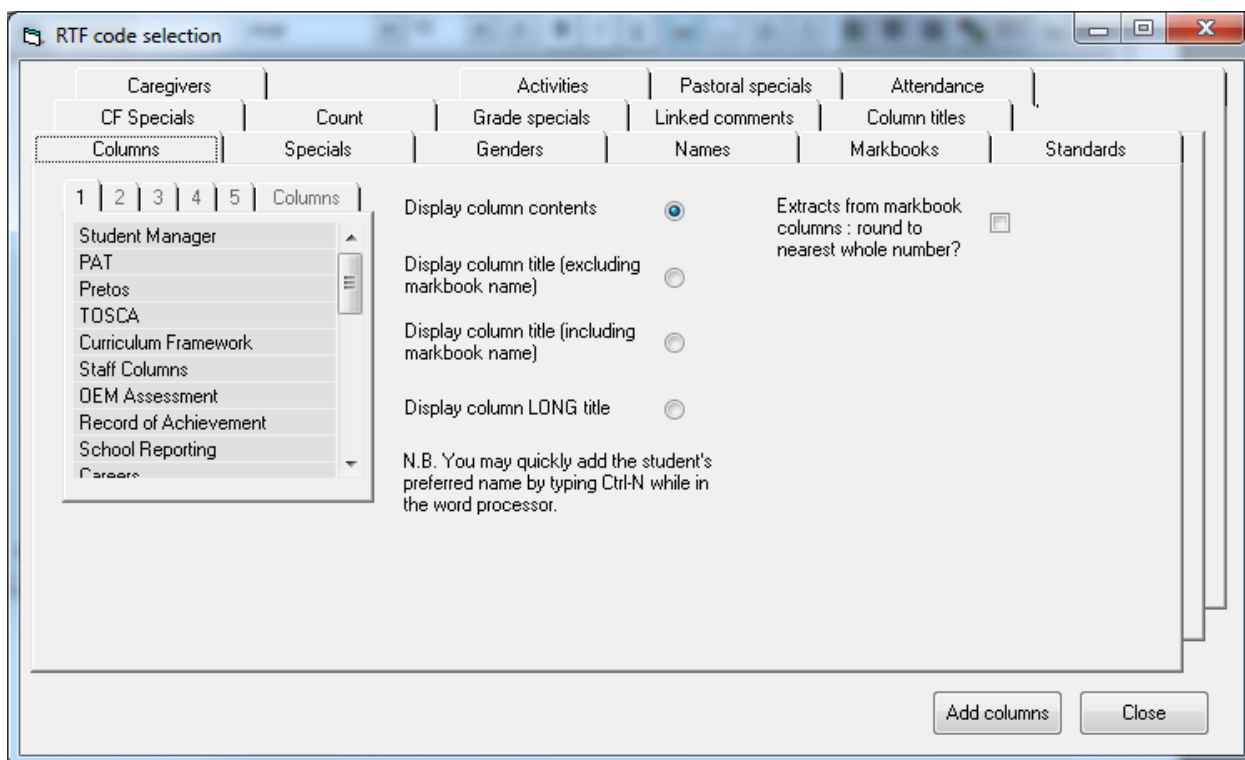 RTF code selection
Caregivers Activities Pastoral specials Attendance
CF Specials Count Grade specials Linked comments Column titles
Columns Specials Genders Names Markbooks Standards
1 2 3 4 5 Columns
Student Manager
PAT
Pretos
TOSCA
Curriculum Framework
Staff Columns
OEM Assessment
Record of Achievement
School Reporting
Careers
Display column contents
Display column title (excluding
markbook name)
Display column title (including
markbook name)
Display column LONG title
N.B. You may quickly add the student's
preferred name by typing Ctrl-N while in
the word processor.
Extracts from markbook
columns : round to
nearest whole number?
Add columns Close